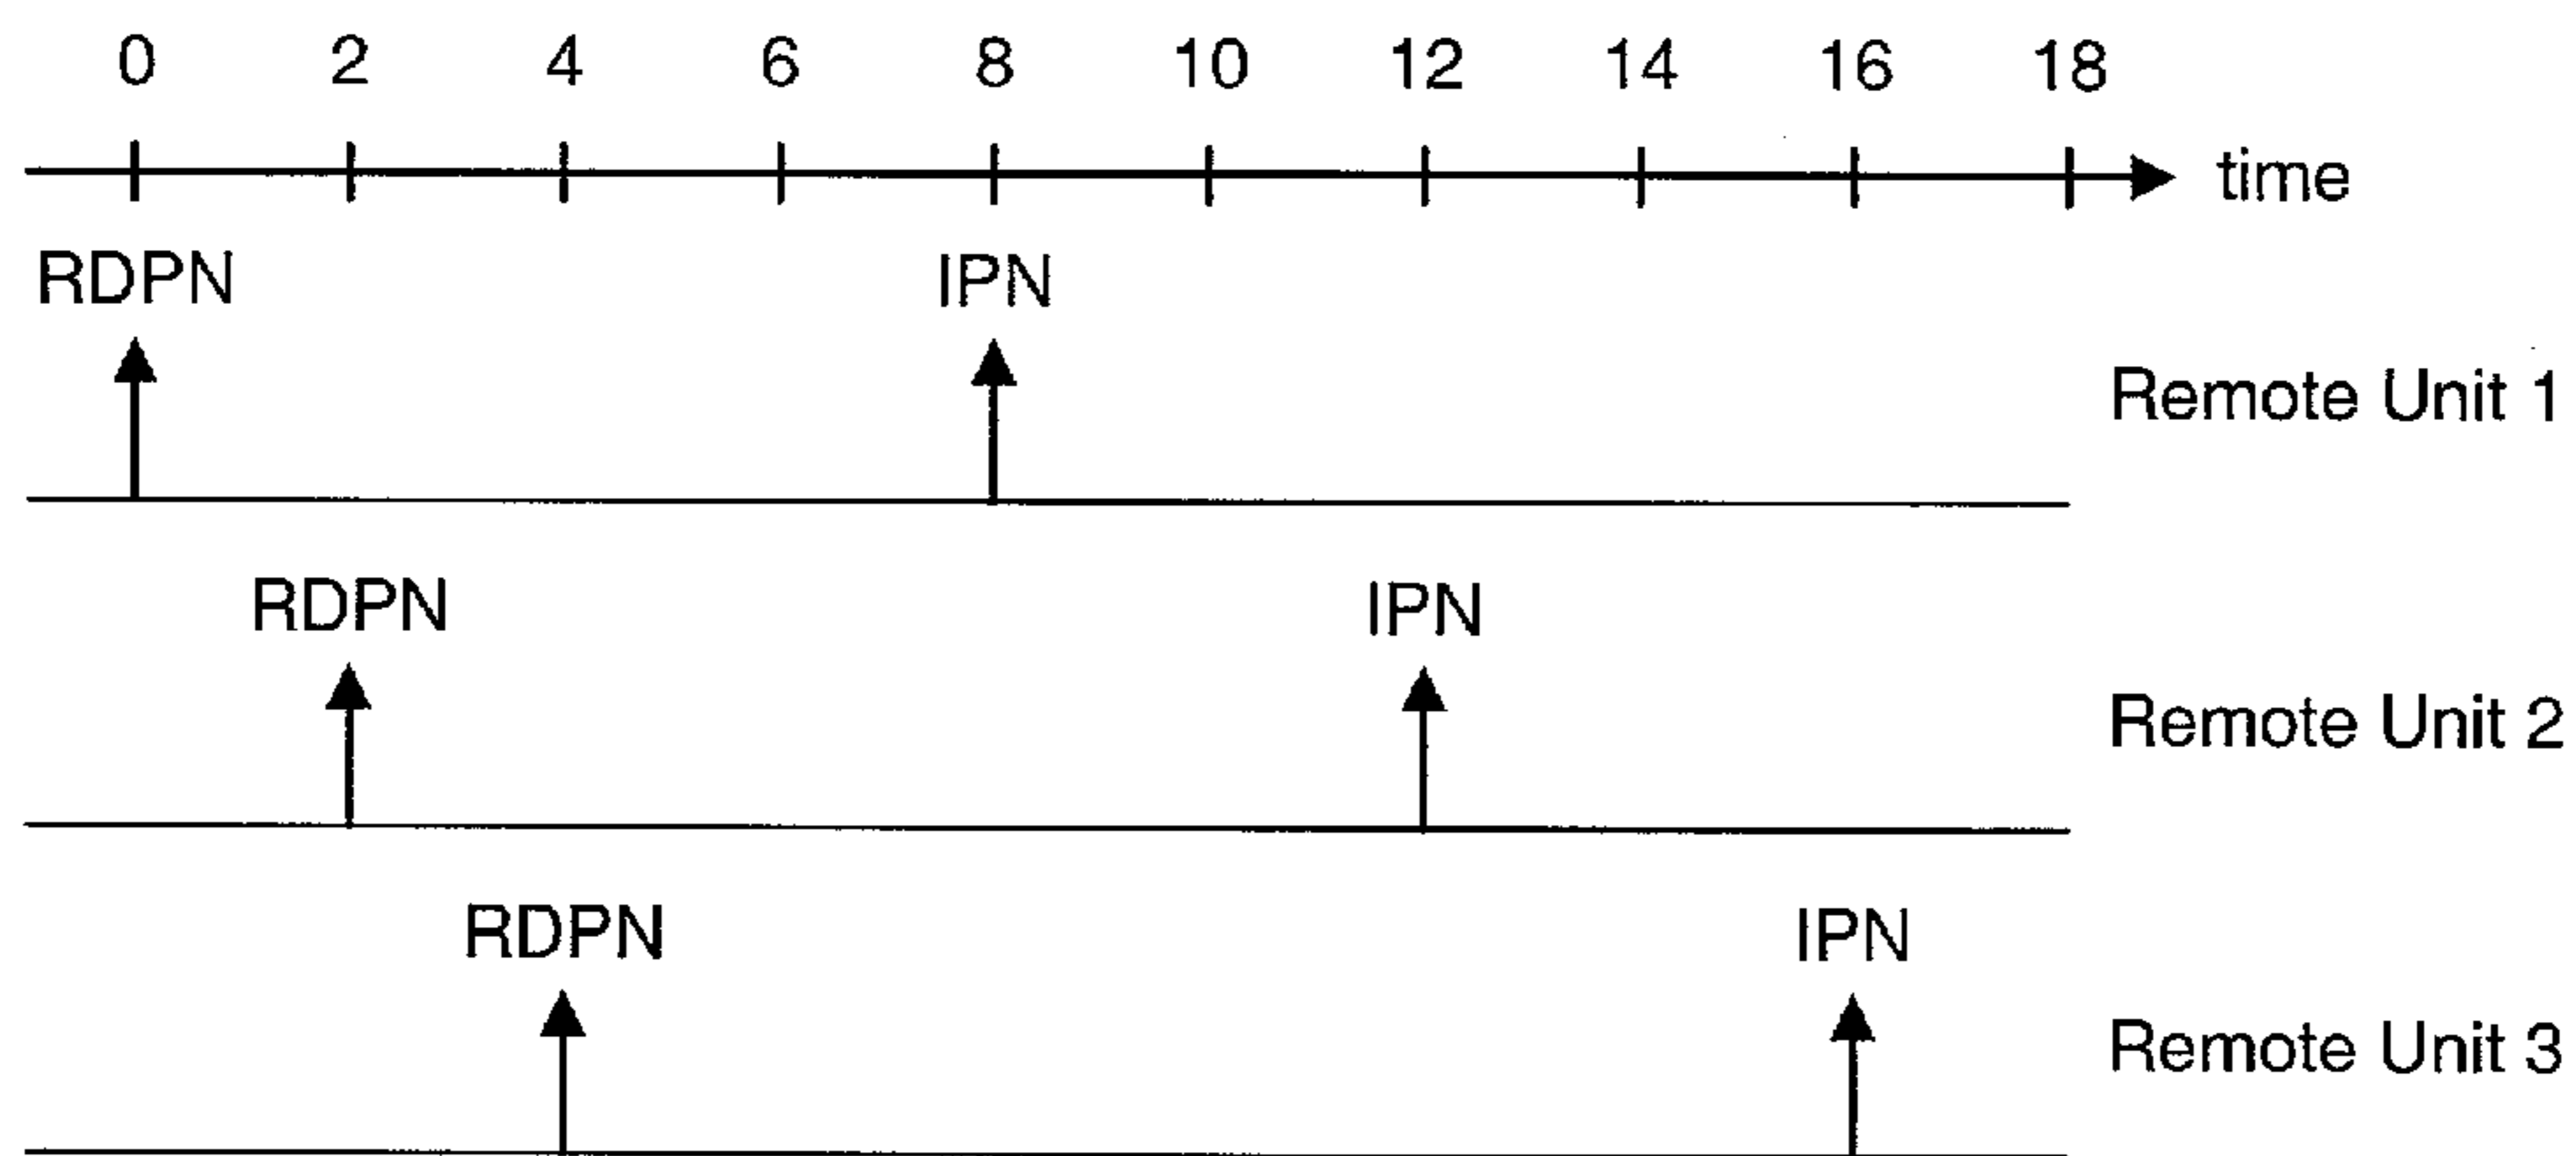 0 2 4 6 8 10 12 14 16 18
time
RDPN IPN
Remote Unit 1
RDPN IPN
Remote Unit 2
RDPN IPN
Remote Unit 3